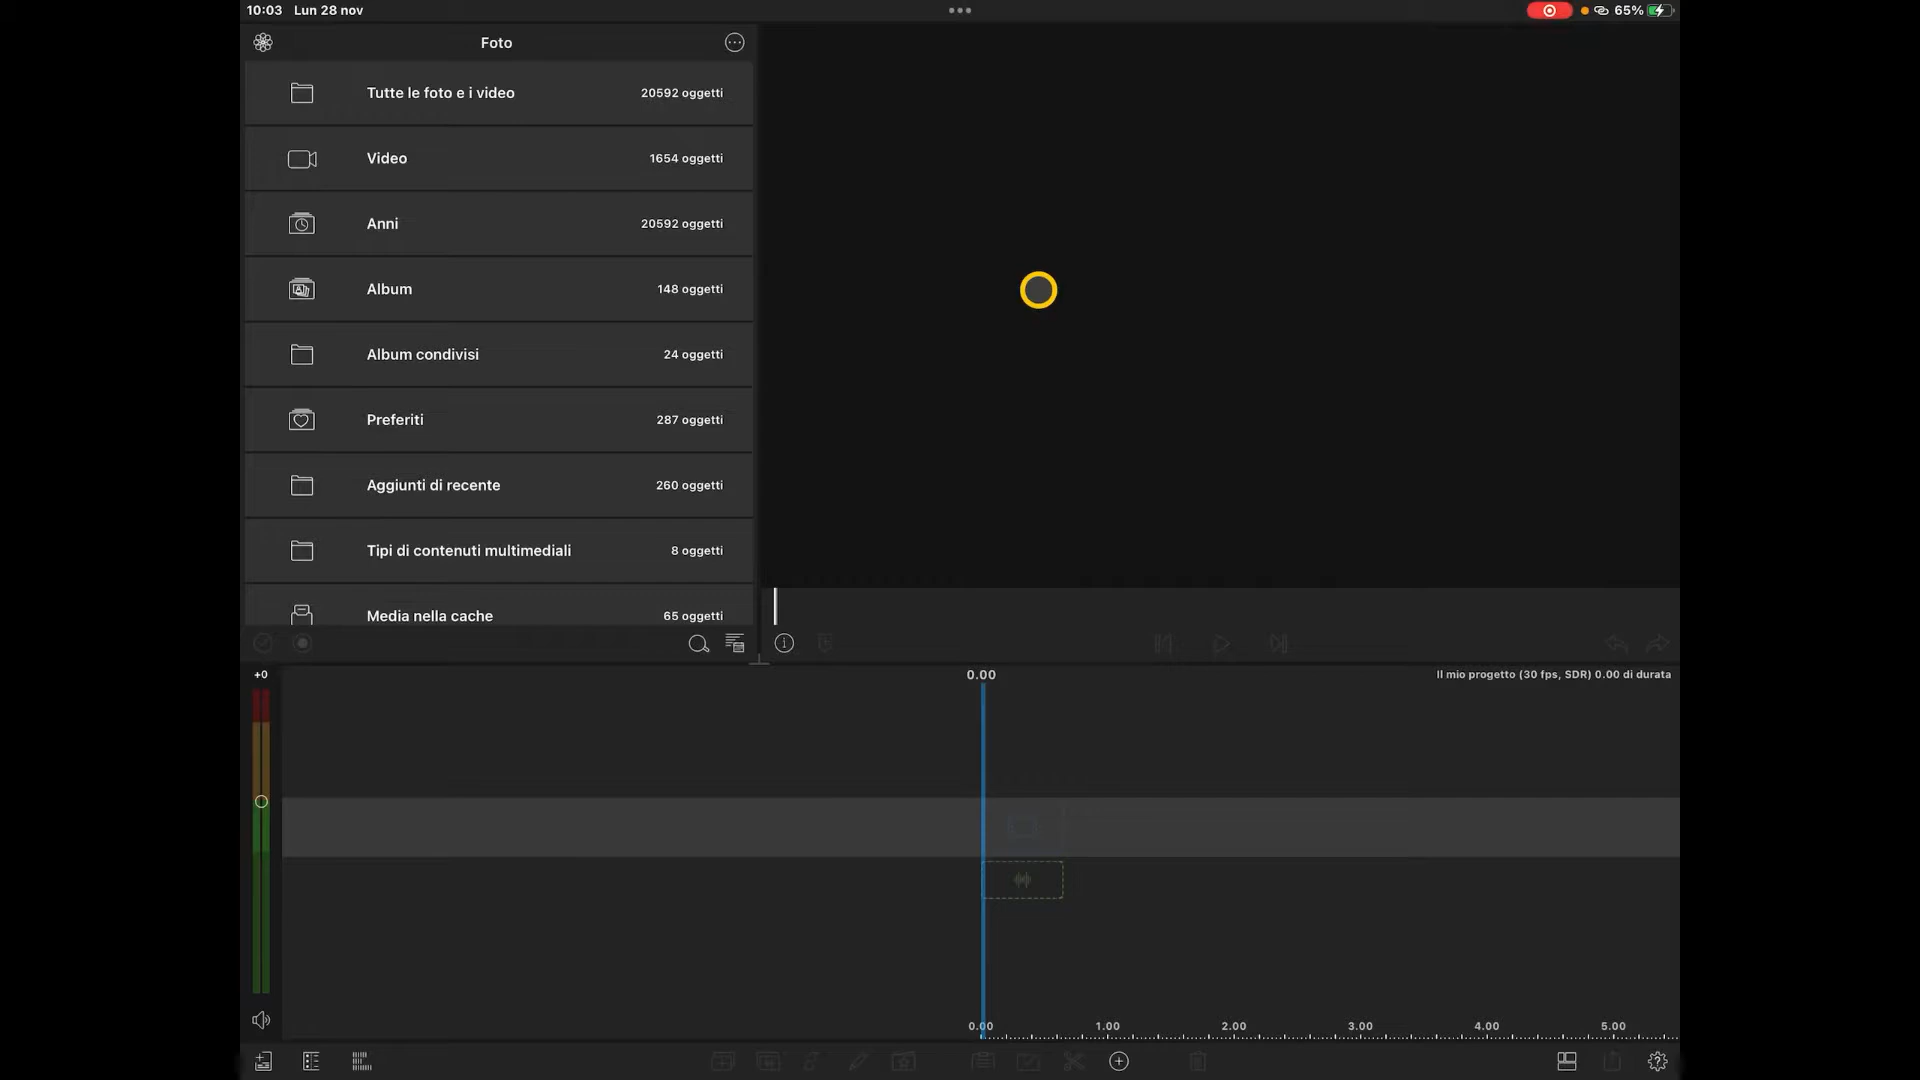 10:03 Lun 28 nov
65%
Foto
Tutte le foto e i video 20592 oggetti
Video 1654 oggetti
Anni 20592 oggetti
Album 148 oggetti
Album condivisi 24 oggetti
Preferiti 287 oggetti
Aggiunti di recente 260 oggetti
Tipi di contenuti multimediali 8 oggetti
Media nella cache 65 oggetti
+0
0.00
Il mio progetto (30 fps, SDR) 0.00 di durata
0.00 1.00 2.00 3.00 4.00 5.00